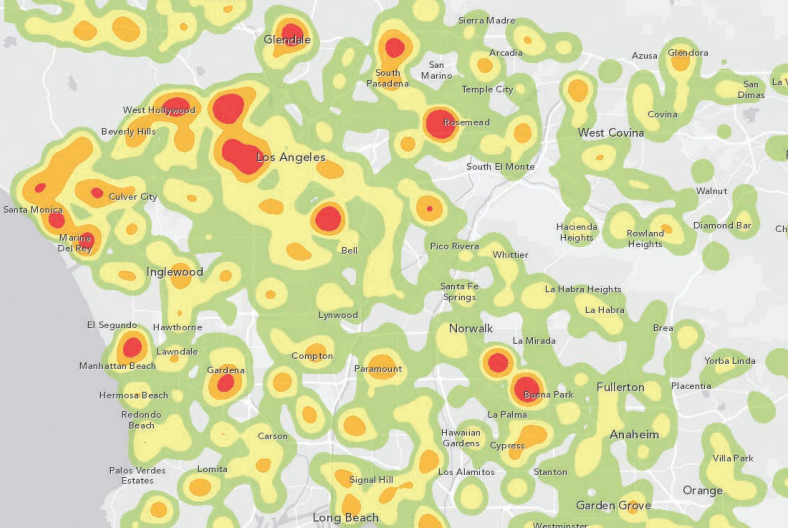 Sierra Madre
Glendale
Arcadia
Azusa
Glendora
South
Pasadena
San
Marino
Temple City
San
Dimas
La V
West Hollywood
Beverly Hills
Rosemead
Covina
West Covina
Los Angeles
South El Monte
Culver City
Walnut
Santa Monica
Marina
Del Rey
Hacienda
Heights
Rowland
Heights
Diamond Bar
Ch
Bell
Pico Rivera
Whittier
Inglewood
Santa Fe
Springs
La Habra Heights
La Habra
Lynwood
El Segundo
Hawthorne
Norwalk
Brea
La Mirada
Lawndale
Manhattan Beach
Compton
Gardena
Paramount
Yorba Linda
Hermosa Beach
Buena Park
Fullerton
Placentia
Redondo
Beach
La Palma
Carson
Hawaiian
Gardens
Cypress
Anaheim
Palos Verdes
Estates
Lomita
Signal Hill
Los Alamitos
Stanton
Villa Park
Orange
Long Beach
Garden Grove
Westminster